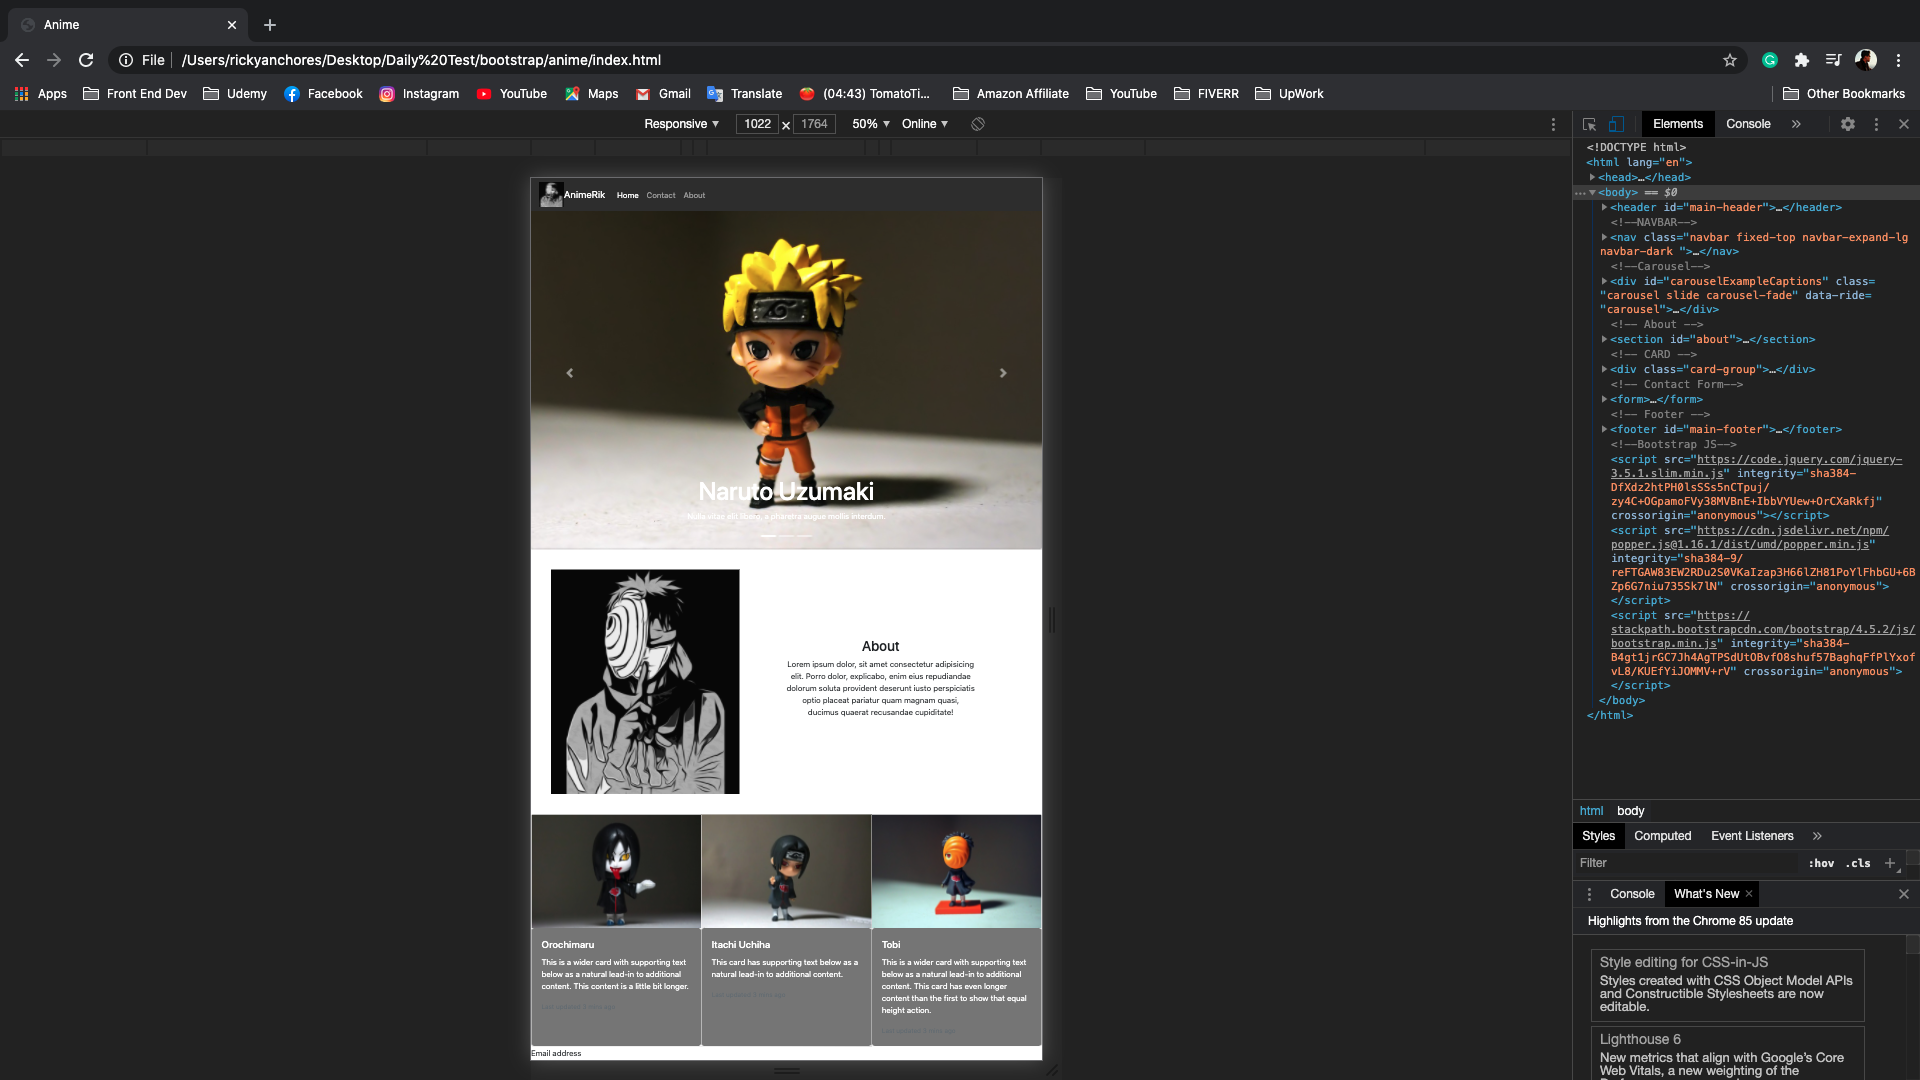 Anime
File
/Users/rickyanchores/Desktop/Daily%20Test/bootstrap/anime/index.html
Apps
Front End Dev
Udemy
Facebook
Instagram
YouTube
Maps
Gmail
Translate
(04:43) TomatoTi...
Amazon Affiliate
YouTube
FIVERR
UpWork
Other Bookmarks
Responsive
1022
x
1764
50%
Online
Elements
Console
AnimeRik
Home
Contact
About
Naruto Uzumaki
Nulla vitae elit libero, a pharetra augue mollis interdum.
About
Lorem ipsum dolor, sit amet consectetur adipisicing
elit. Porro dolor, explicabo, enim eius repudiandae
dolorum soluta provident deserunt iusto perspiciatis
optio placeat pariatur quam magnam quasi,
ducimus quaerat recusandae cupiditate!
Orochimaru
This is a wider card with supporting text
below as a natural lead-in to additional
content. This content is a little bit longer.
Last updated 3 mins ago
Itachi Uchiha
This card has supporting text below as a
natural lead-in to additional content.
Last updated 3 mins ago
Tobi
This is a wider card with supporting text
below as a natural lead-in to additional
content. This card has even longer
content than the first to show that equal
height action.
Last updated 3 mins ago
Email address
<!DOCTYPE html>
<html lang="en">
<head>…</head>
<body> == $0
<header id="main-header">…</header>
<!--NAVBAR-->
<nav class="navbar fixed-top navbar-expand-lg
navbar-dark ">…</nav>
<!--Carousel-->
<div id="carouselExampleCaptions" class=
"carousel slide carousel-fade" data-ride=
"carousel">…</div>
<!-- About -->
<section id="about">…</section>
<!-- CARD -->
<div class="card-group">…</div>
<!-- Contact Form-->
<form>…</form>
<!-- Footer -->
<footer id="main-footer">…</footer>
<!--Bootstrap JS-->
<script src="https://code.jquery.com/jquery-
3.5.1.slim.min.js" integrity="sha384-
DfXdz2htPH0lsSSs5nCTpuj/
zy4C+OGpamoFVy38MVBnE+IbbVYUew+OrCXaRkfj"
crossorigin="anonymous"></script>
<script src="https://cdn.jsdelivr.net/npm/
popper.js@1.16.1/dist/umd/popper.min.js"
integrity="sha384-9/
reFTGAW83EW2RDu2S0VKaIzap3H66lZH81PoYlFhbGU+6B
Zp6G7niu735Sk7lN" crossorigin="anonymous">
</script>
<script src="https://
stackpath.bootstrapcdn.com/bootstrap/4.5.2/js/
bootstrap.min.js" integrity="sha384-
B4gt1jrGC7Jh4AgTPSdUtOBvfO8shuf57BaghqFfPlYxof
vL8/KUEfYiJOMMV+rV" crossorigin="anonymous">
</script>
</body>
</html>
html
body
Styles
Computed
Event Listeners
Filter
:hov
.cls
Console
What's New
Highlights from the Chrome 85 update
Style editing for CSS-in-JS
Styles created with CSS Object Model APIs
and Constructible Stylesheets are now
editable.
Lighthouse 6
New metrics that align with Google's Core
Web Vitals, a new weighting of the